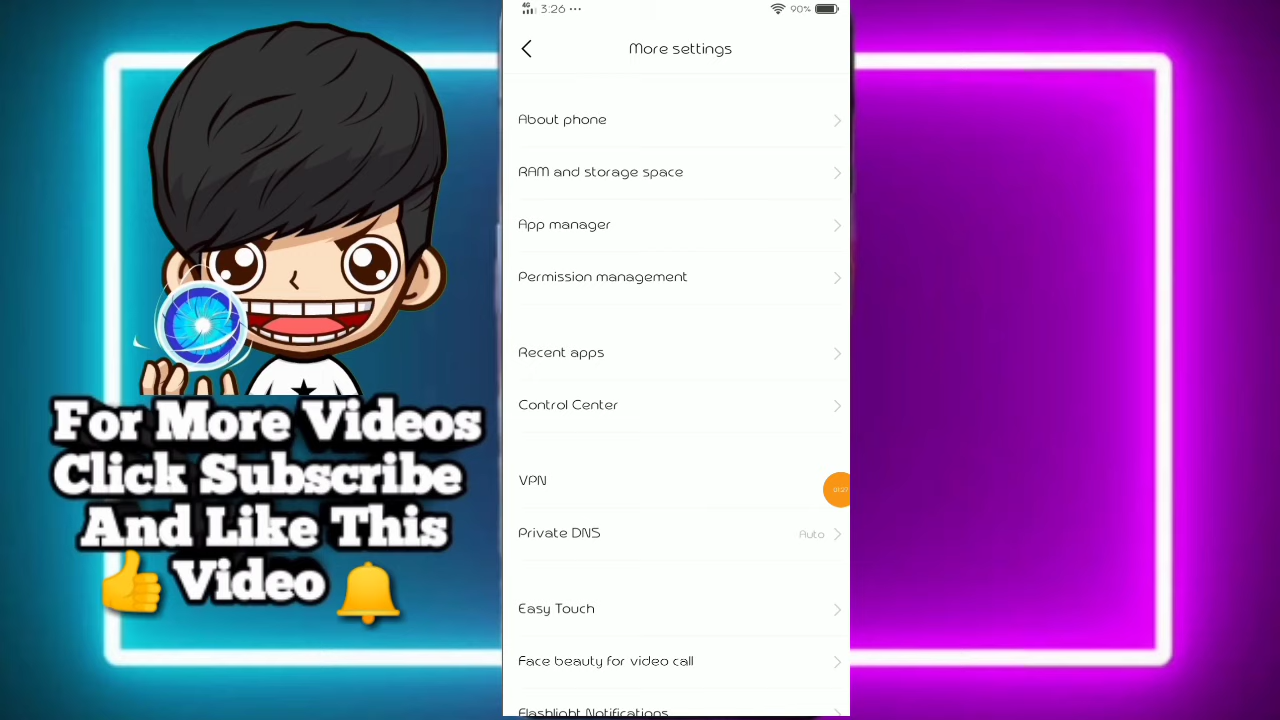 For More Videos
Click Subscribe
And Like This
Video
4G 3:26 ... 90%
More settings
About phone
RAM and storage space
App manager
Permission management
Recent apps
Control Center
VPN
Private DNS Auto
Easy Touch
Face beauty for video call
Flashlight Notifications